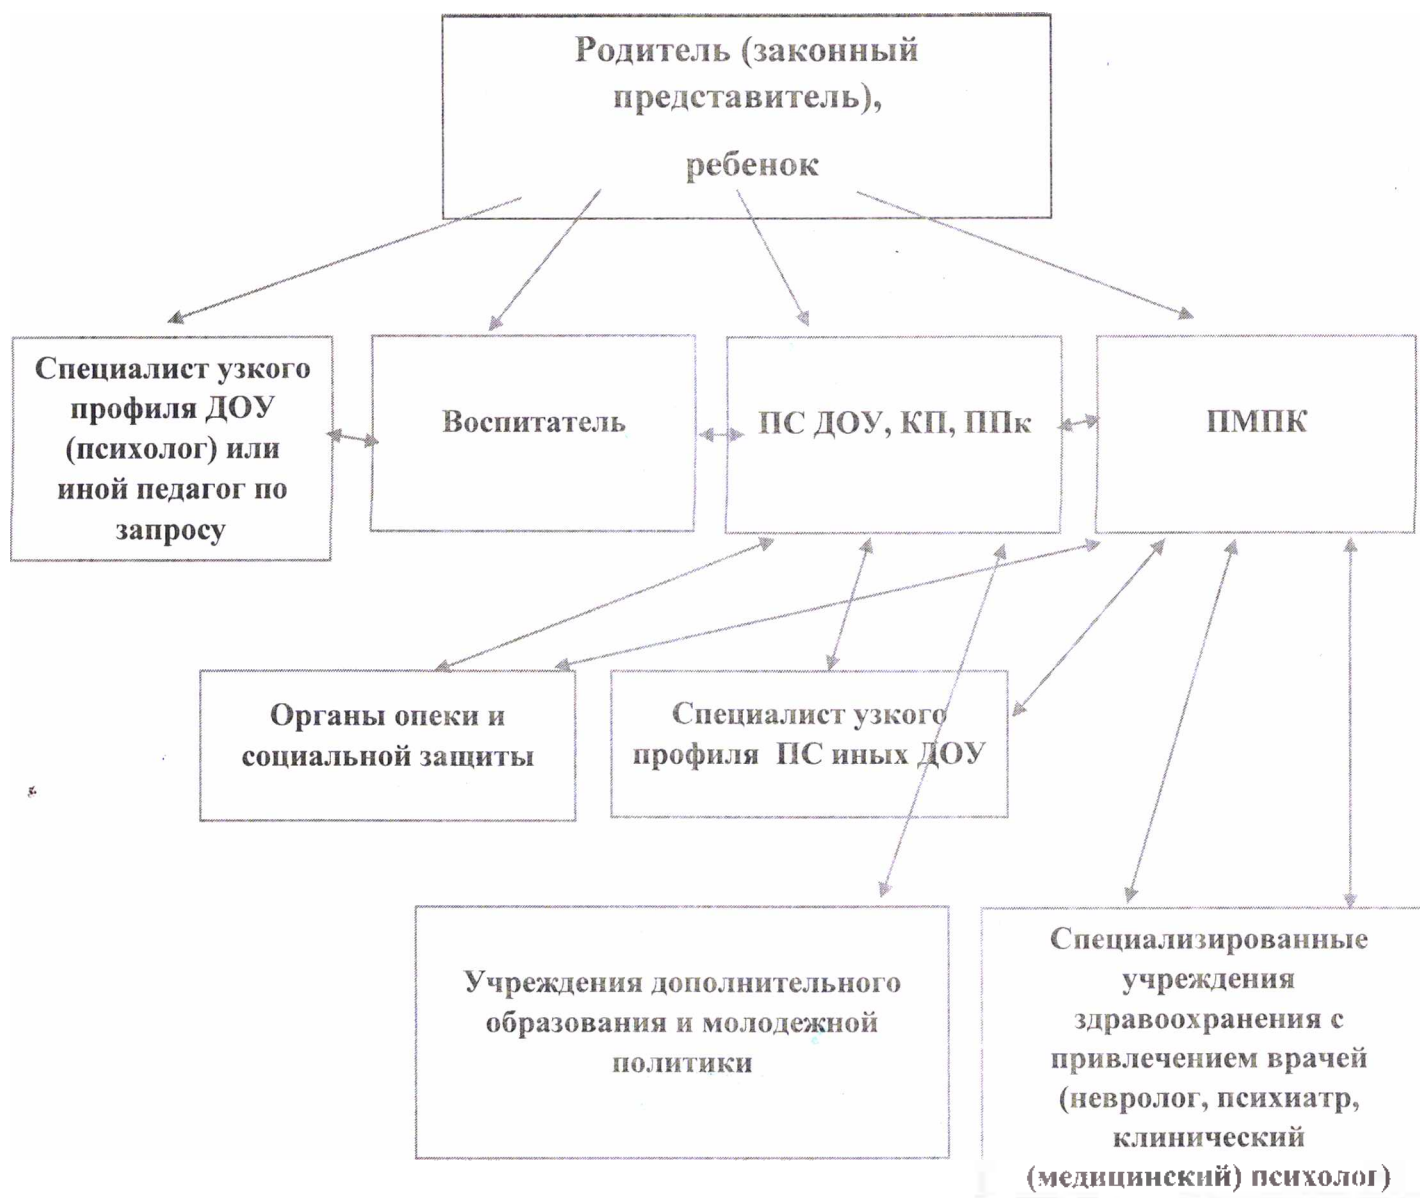 Родитель (законный
представитель),
ребенок
Специалист узкого
профиля ДОУ
(психолог) или
иной педагог по
запросу
Воспитатель
ПС ДОУ, КП, ППк
ПМПК
Органы опеки и
социальной защиты
Специалист узкого
профиля ПС иных ДОУ
Учреждения дополнительного
образования и молодежной
политики
Специализированные
учреждения
здравоохранения с
привлечением врачей
(невролог, психиатр,
клинический
(медицинский) психолог)